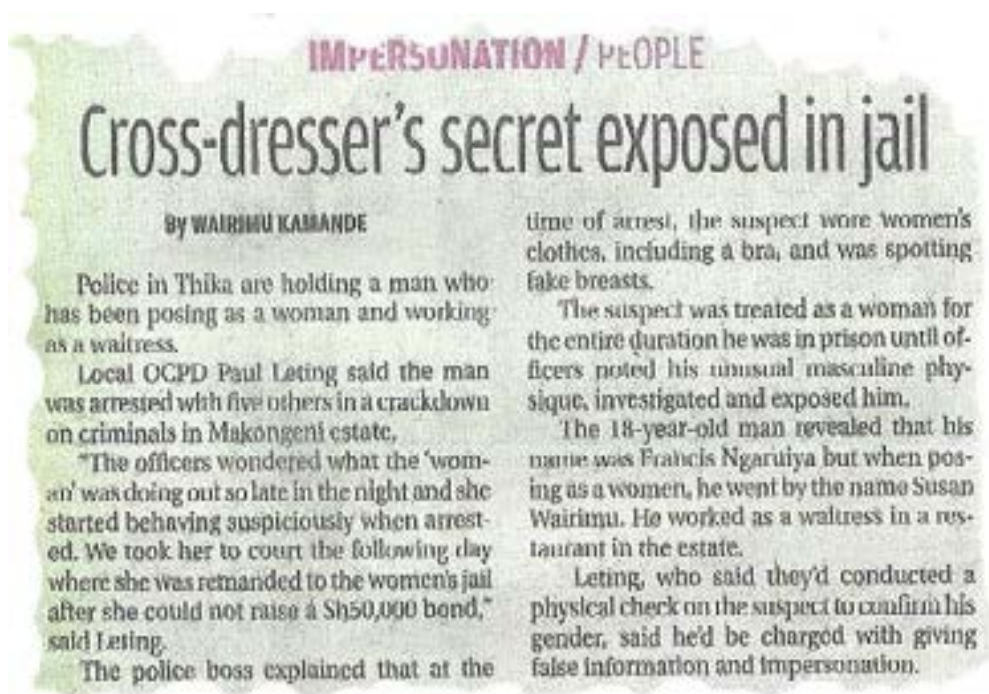 IMPERSONATION / PEOPLE
Cross-dresser's secret exposed in jail
By WAIRIMU KAMANDE
Police in Thika are holding a man who
has been posing as a woman and working
as a waitress.
Local OCPD Paul Leting said the man
was arrested with five others in a crackdown
on criminals in Makongeni estate.
"The officers wondered what the 'wom-
an' was doing out so late in the night and she
started behaving suspiciously when arrest-
ed. We took her to court the following day
where she was remanded to the women's jail
after she could not raise a Sh50,000 bond,"
said Leting.
The police boss explained that at the
time of arrest, the suspect wore women's
clothes, including a bra, and was spotting
fake breasts.
The suspect was treated as a woman for
the entire duration he was in prison until of-
ficers noted his unusual masculine phy-
sique, investigated and exposed him.
The 18-year-old man revealed that his
name was Francis Ngaruiya but when pos-
ing as a women, he went by the name Susan
Wairimu. He worked as a waitress in a res-
taurant in the estate.
Leting, who said they'd conducted a
physical check on the suspect to confirm his
gender, said he'd be charged with giving
false information and impersonation.